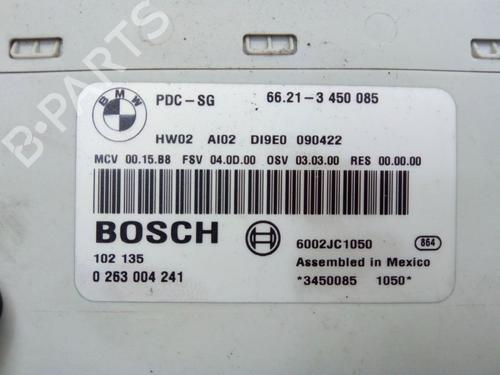 B-PARTS
BMW
PDC-SG 66.21-3 450 085
HW02 AI02 DI9E0 090422
MCV 00.15.B8 FSV 04.0D.00 OSV 03.03.00 RES 00.00.00
BOSCH
102 135 6002JC1050 864
0 263 004 241 Assembled in Mexico
*3450085 1050*